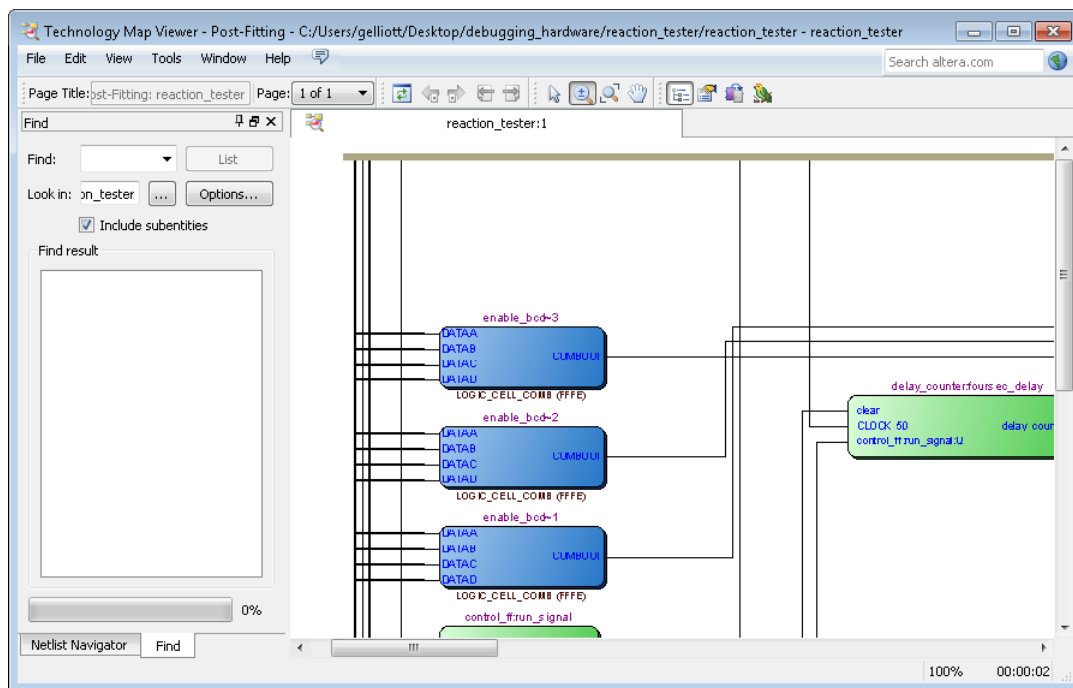 Technology Map Viewer - Post-Fitting - C:/Users/gelliott/Desktop/debugging_hardware/reaction_tester/reaction_tester - reaction_tester
File Edit View Tools Window Help
Search altera.com
Page Title: ost-Fitting: reaction_tester Page: 1 of 1
Find
reaction_tester:1
Find: List
Look in: on_tester ... Options...
Include subentities
Find result
0%
Netlist Navigator Find
enable_bcd~3
DATAA
DATAB
DATAC
DATAD
COMBOUT
LOGIC_CELL_COMB (FFFE)
enable_bcd~2
DATAA
DATAB
DATAC
DATAD
COMBOUT
LOGIC_CELL_COMB (FFFE)
enable_bcd~1
DATAA
DATAB
DATAC
DATAD
COMBOUT
LOGIC_CELL_COMB (FFFE)
control_ff:run_signal
delay_counter:foursec_delay
clear
CLOCK_50
control_ff:run_signal:Q
delay_coun
100% 00:00:02